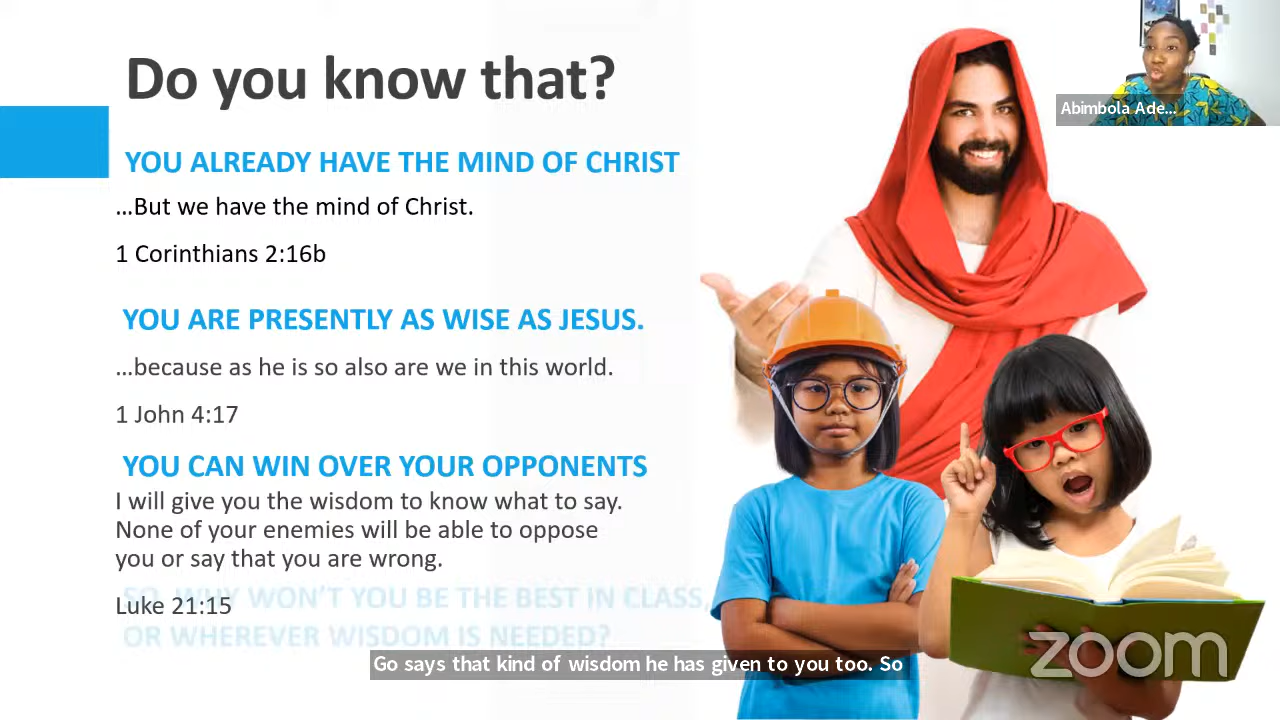 Do you know that?
Abimbola Ade...
YOU ALREADY HAVE THE MIND OF CHRIST
...But we have the mind of Christ.
1 Corinthians 2:16b
YOU ARE PRESENTLY AS WISE AS JESUS.
...because as he is so also are we in this world.
1 John 4:17
YOU CAN WIN OVER YOUR OPPONENTS
I will give you the wisdom to know what to say.
None of your enemies will be able to oppose
you or say that you are wrong.
Luke 21:15
SO, WHY WON'T YOU BE THE BEST IN CLASS,
OR WHEREVER WISDOM IS NEEDED?
zoom
Go says that kind of wisdom he has given to you too. So